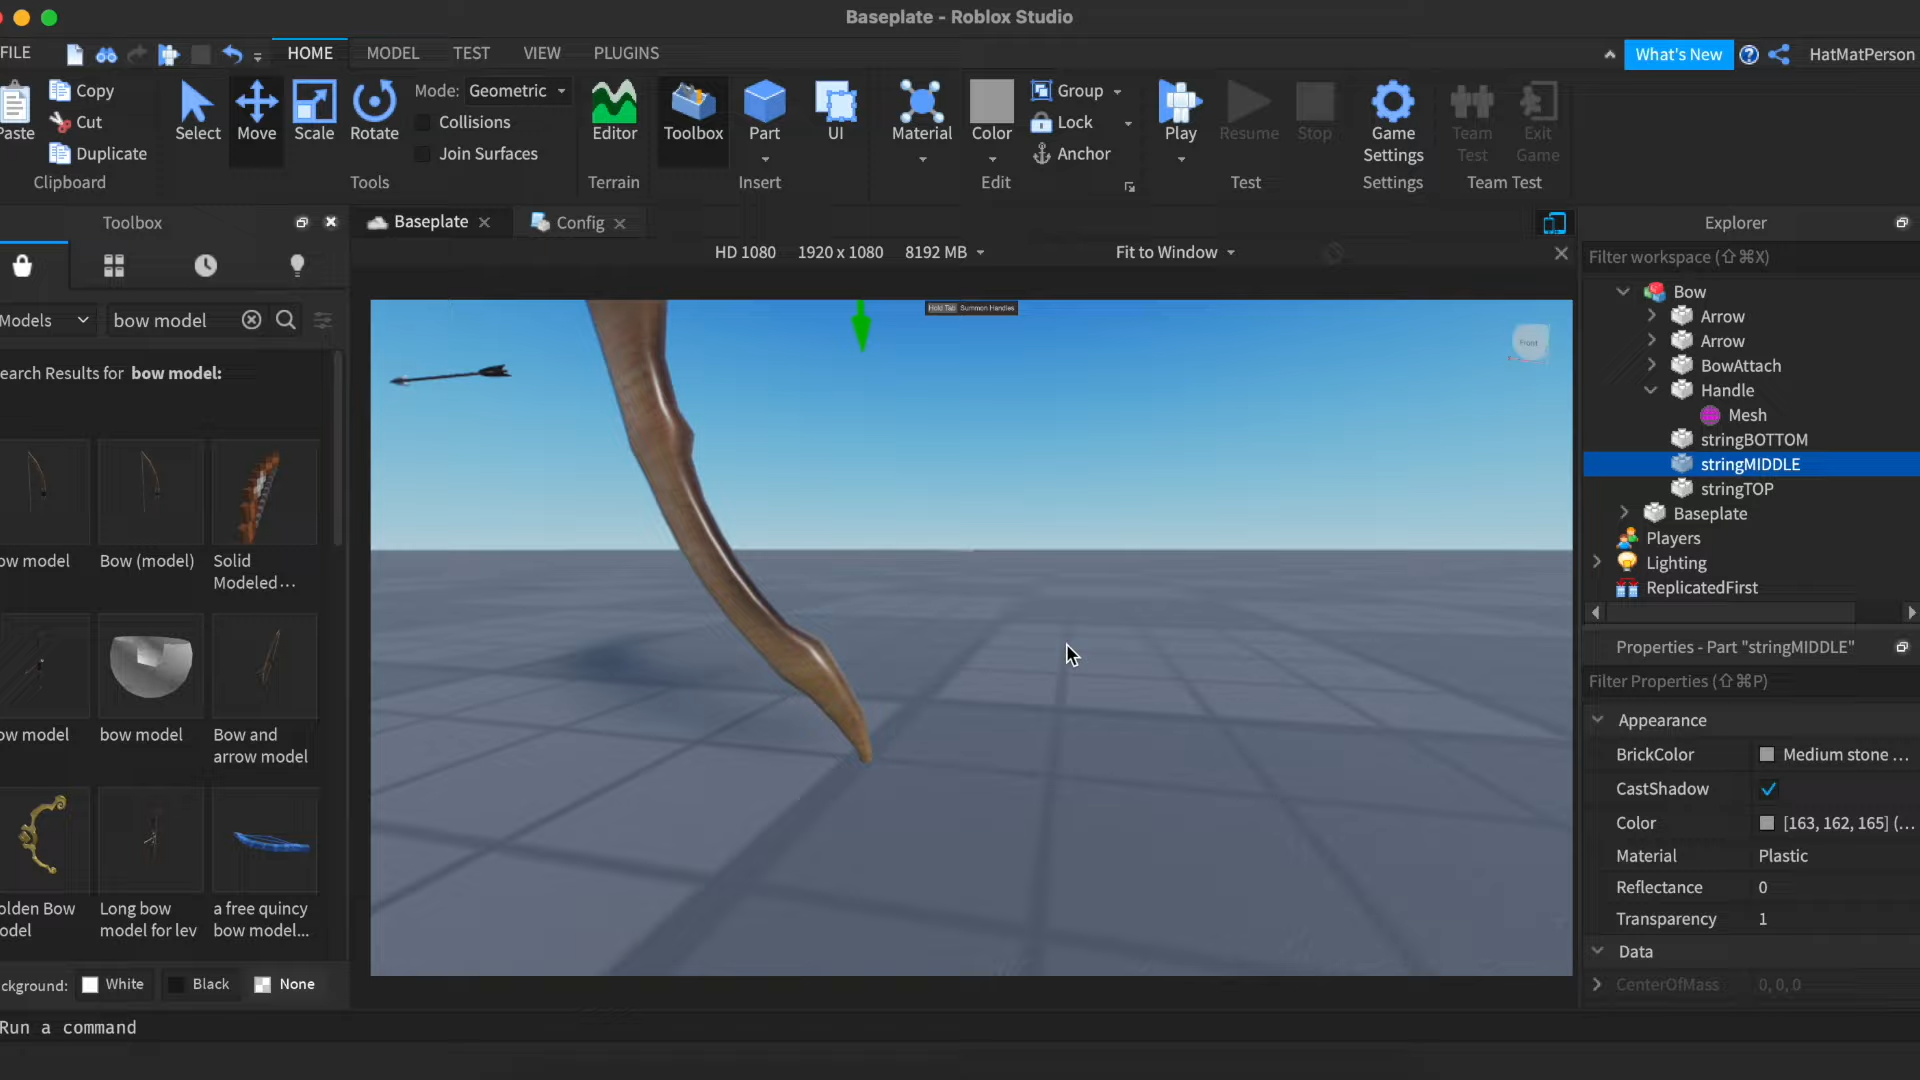 Baseplate - Roblox Studio
FILE
HOME
MODEL
TEST
VIEW
PLUGINS
What's New
HatMatPerson
Paste
Copy
Cut
Duplicate
Clipboard
Select
Move
Scale
Rotate
Mode: Geometric
Collisions
Join Surfaces
Tools
Editor
Terrain
Toolbox
Part
UI
Insert
Material
Color
Group
Lock
Anchor
Edit
Play
Resume
Stop
Test
Game
Settings
Settings
Team
Test
Exit
Game
Team Test
Toolbox
Baseplate
Config
Explorer
HD 1080 1920 x 1080 8192 MB
Fit to Window
Filter workspace (⇧⌘X)
Models
bow model
earch Results for bow model:
ow model
Bow (model)
Solid
Modeled...
ow model
bow model
Bow and
arrow model
olden Bow
odel
Long bow
model for lev
a free quincy
bow model...
ckground:
White
Black
None
Run a command
Hold Tab Summon Handles
Front
Bow
Arrow
Arrow
BowAttach
Handle
Mesh
stringBOTTOM
stringMIDDLE
stringTOP
Baseplate
Players
Lighting
ReplicatedFirst
Properties - Part "stringMIDDLE"
Filter Properties (⇧⌘P)
Appearance
BrickColor Medium stone ...
CastShadow
Color [163, 162, 165] (...
Material Plastic
Reflectance 0
Transparency 1
Data
CenterOfMass 0, 0, 0